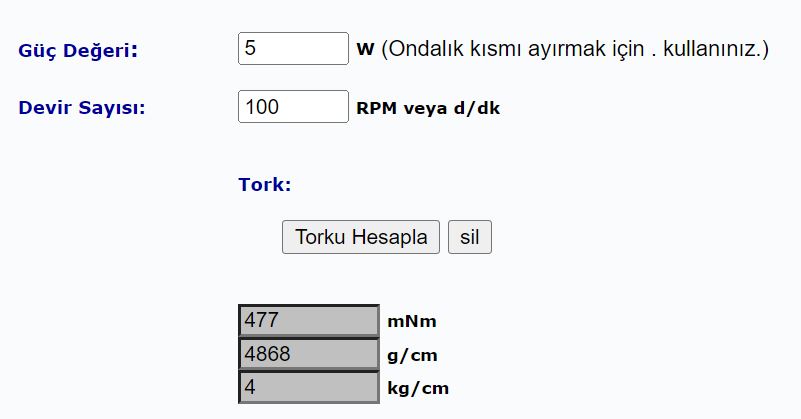 Güç Değeri: 5 W (Ondalık kısmı ayırmak için . kullanınız.)
Devir Sayısı: 100 RPM veya d/dk
Tork:
Torku Hesapla sil
477 mNm
4868 g/cm
4 kg/cm